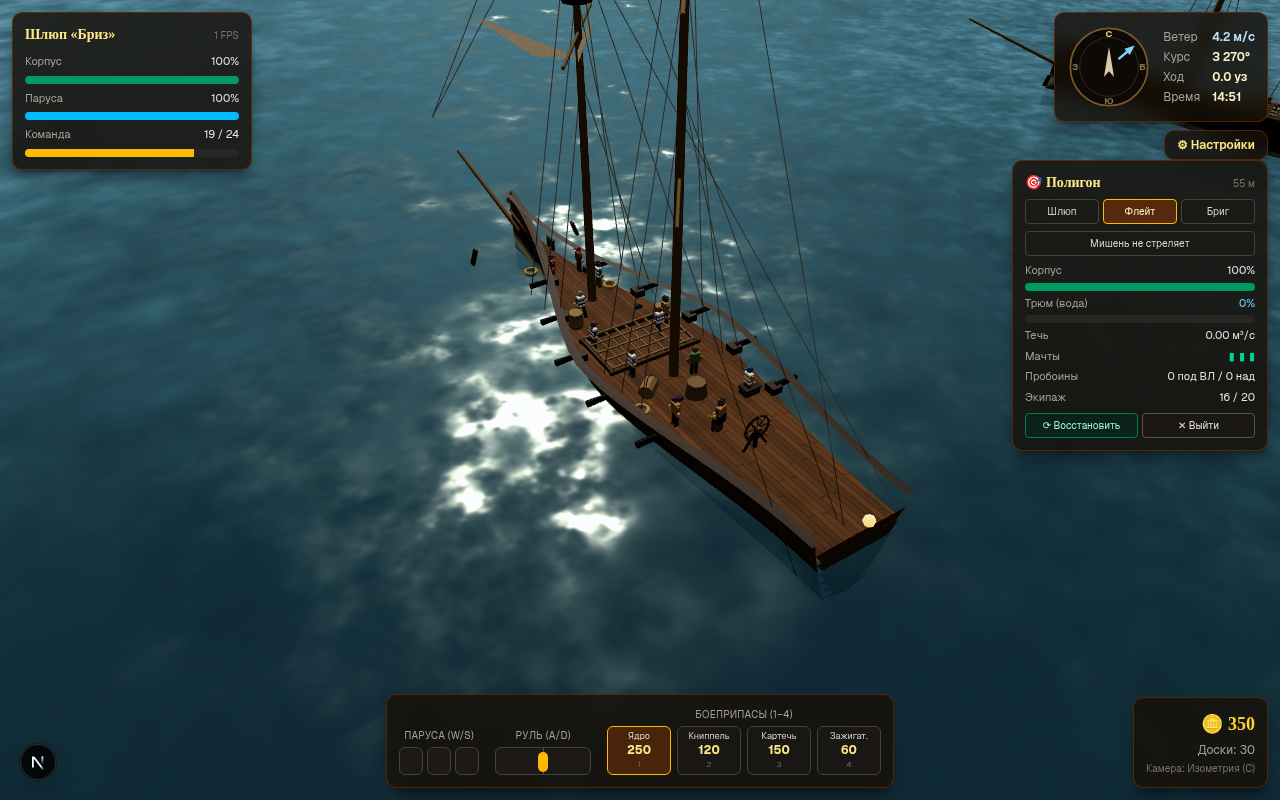 Шлюп «Бриз» 1 FPS
Корпус 100%
Паруса 100%
Команда 19 / 24
С
З В
Ю
Ветер 4.2 м/с
Курс З 270°
Ход 0.0 уз
Время 14:51
⚙ Настройки
🎯 Полигон 55 м
Шлюп Флейт Бриг
Мишень не стреляет
Корпус 100%
Трюм (вода) 0%
Течь 0.00 м³/с
Мачты
Пробоины 0 под ВЛ / 0 над
Экипаж 16 / 20
⟳ Восстановить ✕ Выйти
ПАРУСА (W/S) РУЛЬ (A/D) БОЕПРИПАСЫ (1–4)
Ядро 250 1
Книппель 120 2
Картечь 150 3
Зажигат. 60 4
🪙 350
Доски: 30
Камера: Изометрия (C)
N